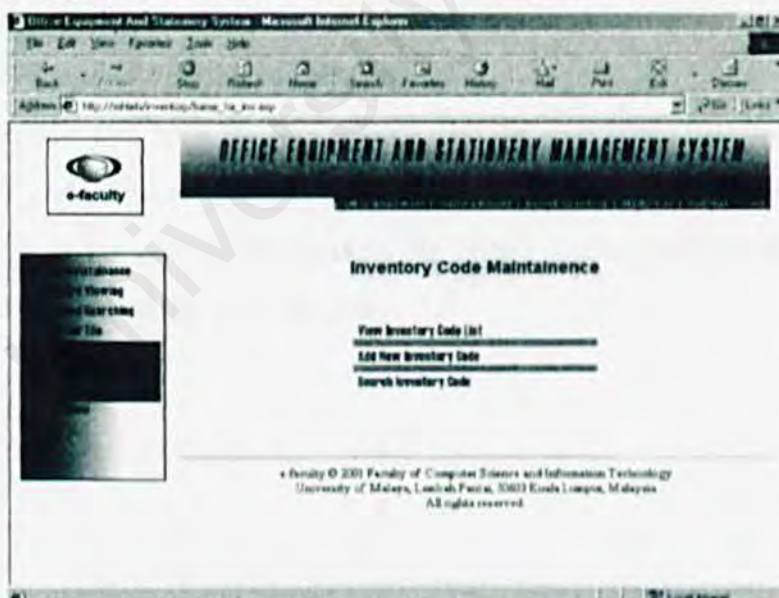 Office Equipment And Stationery System - Microsoft Internet Explorer
File Edit View Favorites Tools Help
Back Stop Refresh Home Search Favorites History Mail Print Edit Discuss
Address
OFFICE EQUIPMENT AND STATIONERY MANAGEMENT SYSTEM
e-faculty
Inventory Code Maintainence
Viewing
Searching
View Inventory Code List
Add New Inventory Code
Search Inventory Code
e-faculty © 2001 Faculty of Computer Science and Information Technology
University of Malaya, Lembah Pantai, 50603 Kuala Lumpur, Malaysia
All rights reserved.